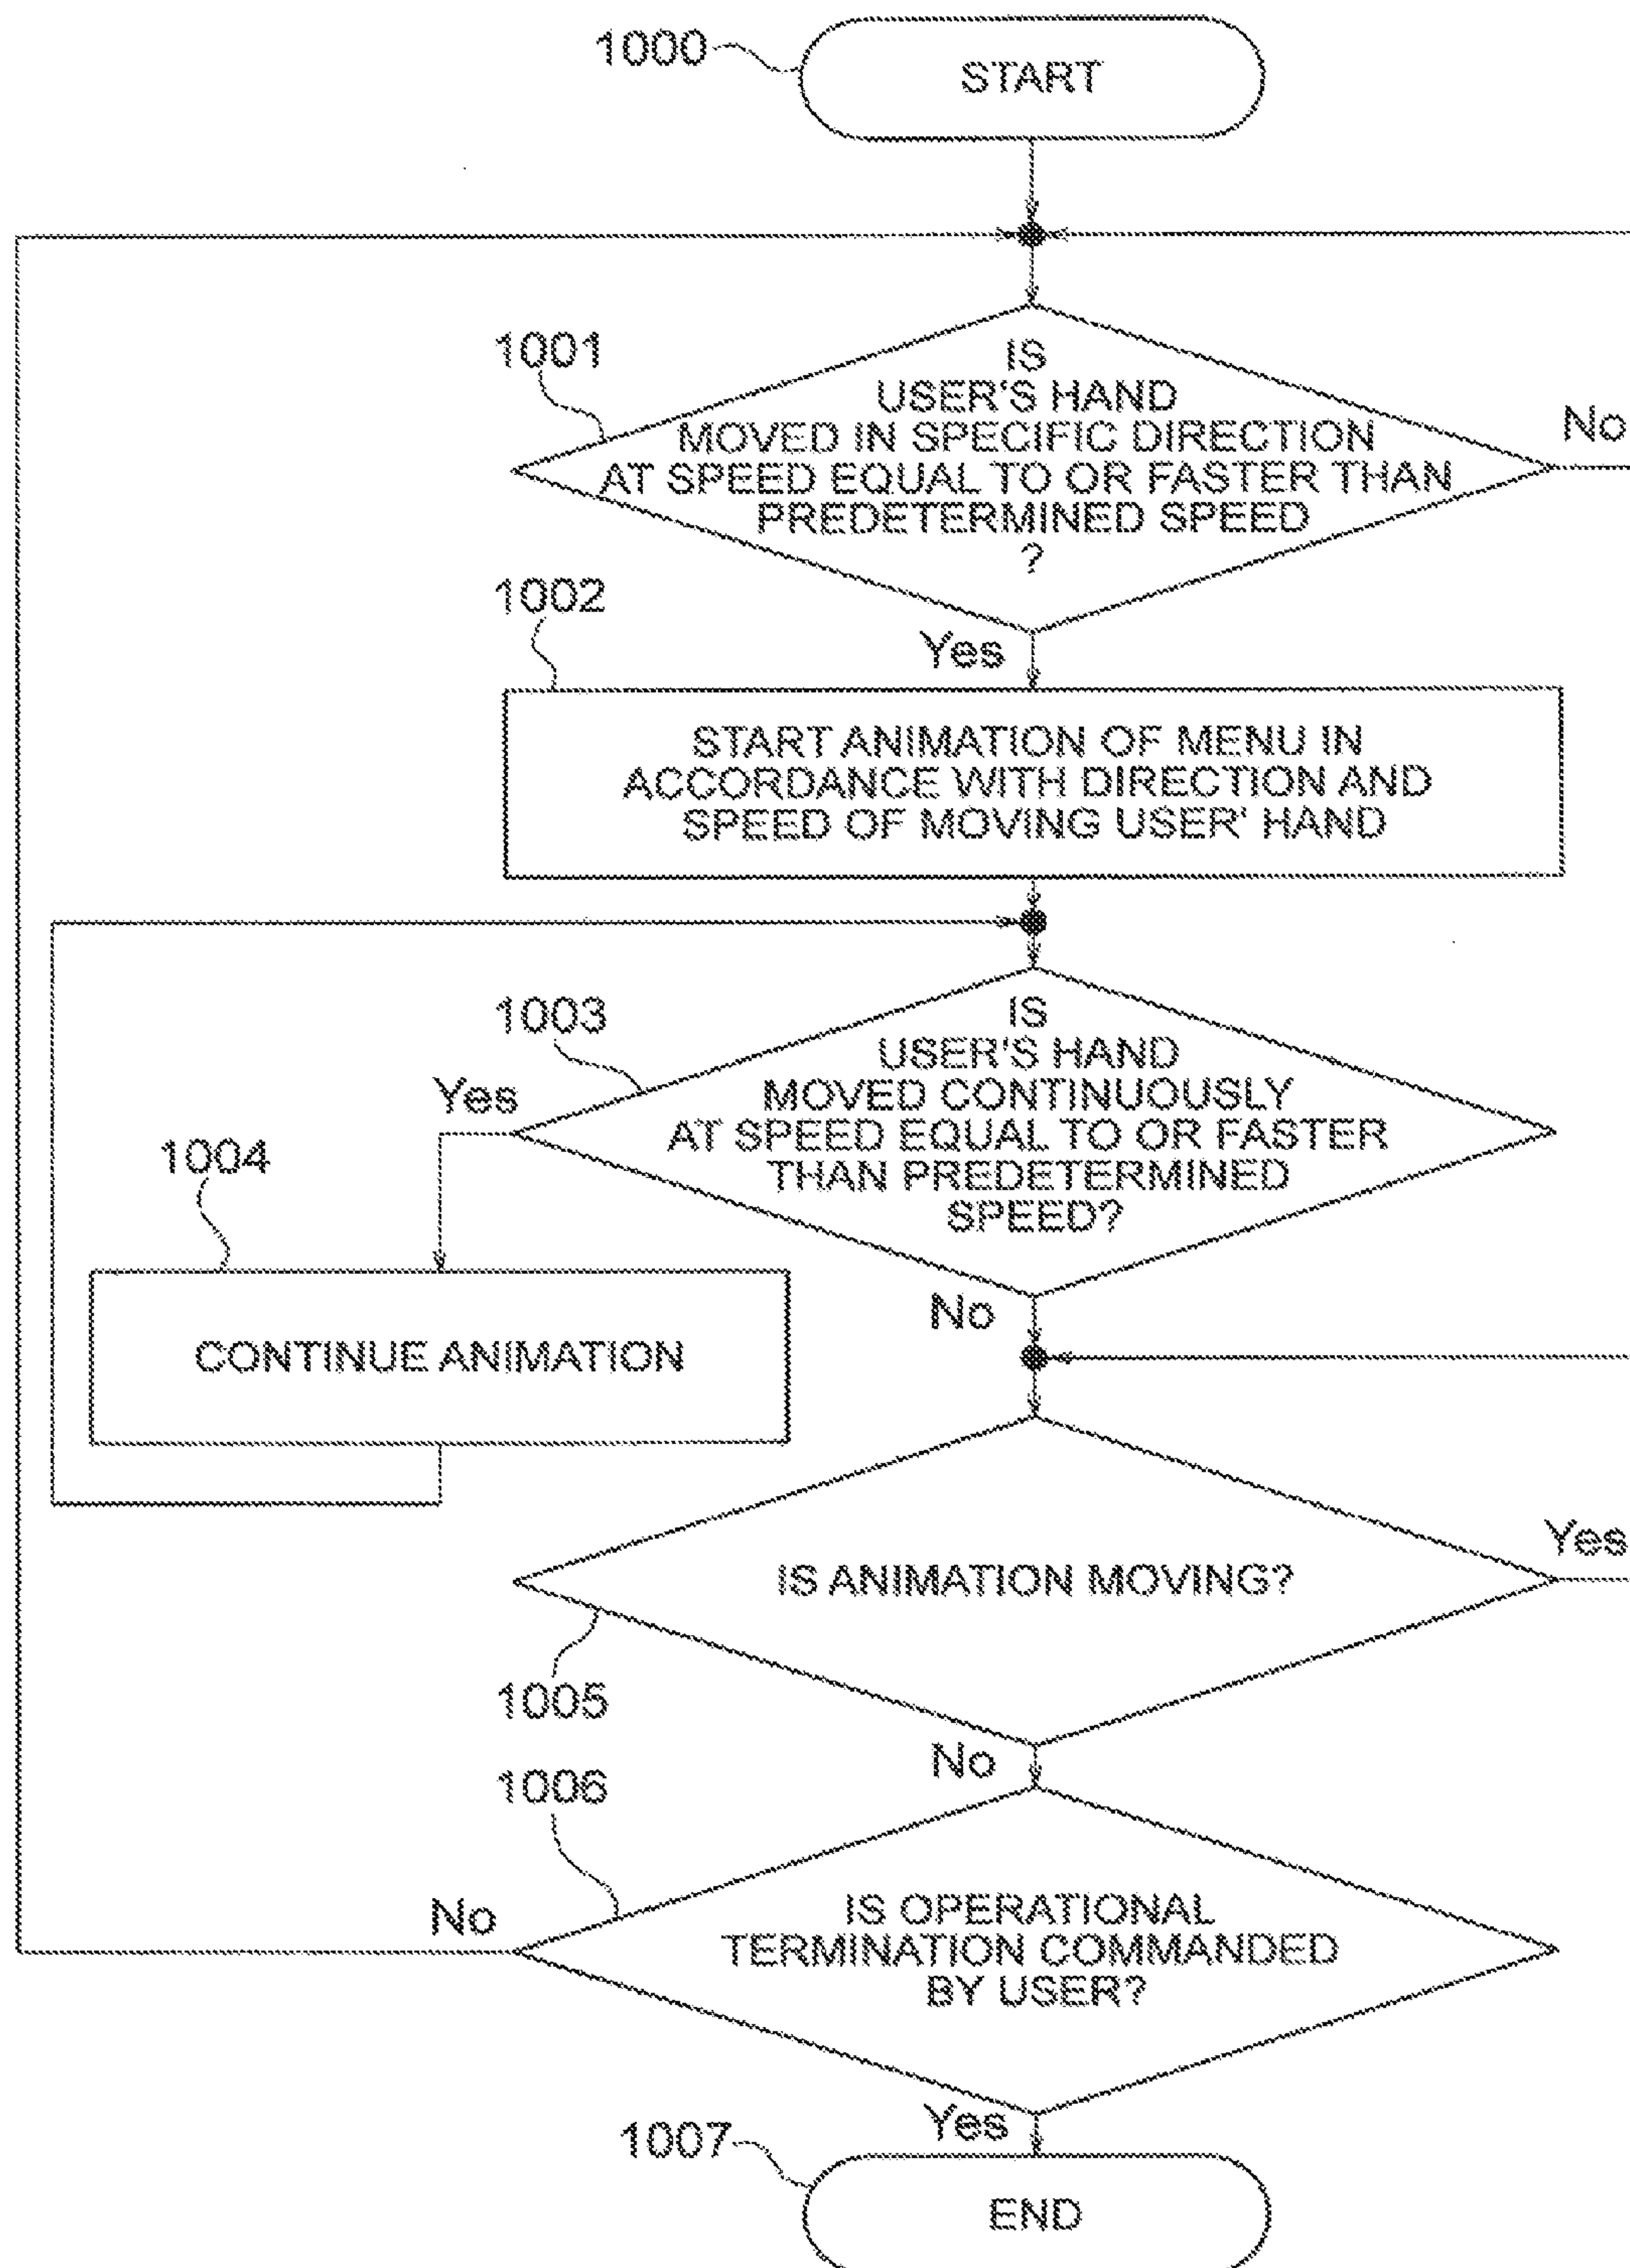 1000
START
1001
IS
USER'S HAND
MOVED IN SPECIFIC DIRECTION
AT SPEED EQUAL TO OR FASTER THAN
PREDETERMINED SPEED
?
No
Yes
1002
START ANIMATION OF MENU IN
ACCORDANCE WITH DIRECTION AND
SPEED OF MOVING USER' HAND
1003
IS
USER'S HAND
MOVED CONTINUOUSLY
AT SPEED EQUAL TO OR FASTER
THAN PREDETERMINED
SPEED?
Yes
1004
CONTINUE ANIMATION
No
IS ANIMATION MOVING?
Yes
1005
No
1006
IS OPERATIONAL
TERMINATION COMMANDED
BY USER?
No
Yes
1007
END